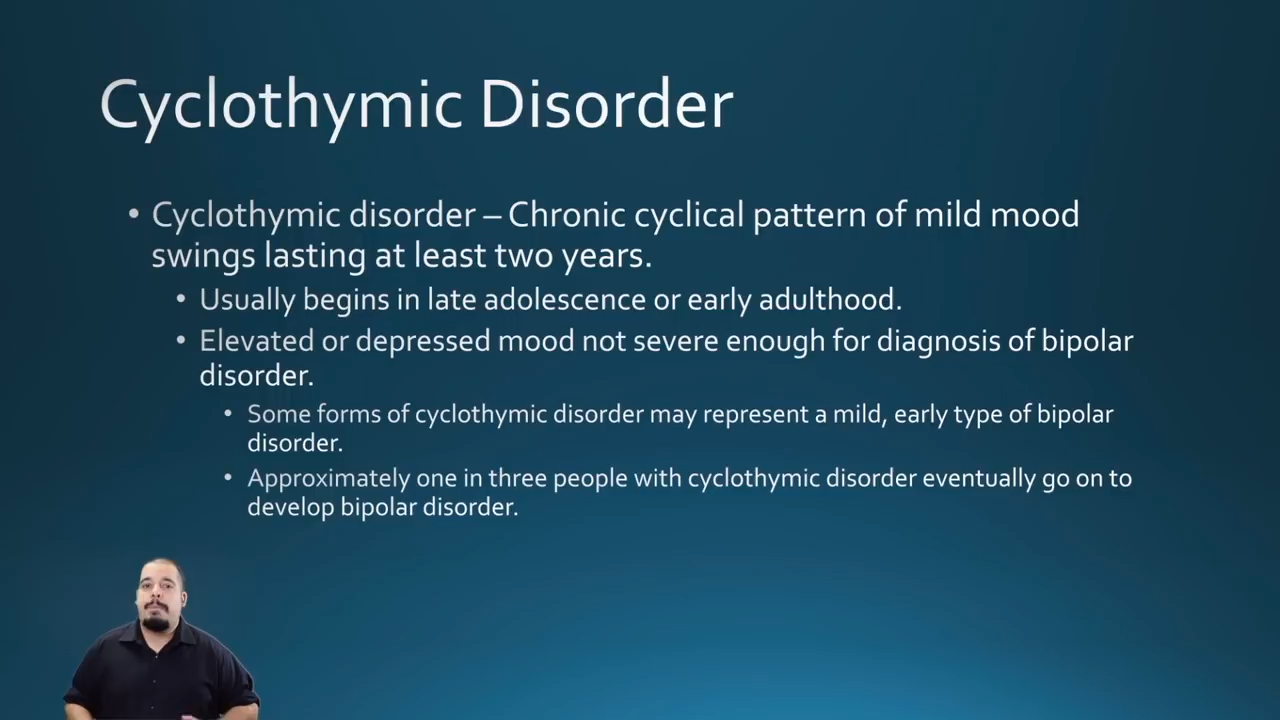 Cyclothymic Disorder
• Cyclothymic disorder – Chronic cyclical pattern of mild mood
swings lasting at least two years.
• Usually begins in late adolescence or early adulthood.
• Elevated or depressed mood not severe enough for diagnosis of bipolar
disorder.
• Some forms of cyclothymic disorder may represent a mild, early type of bipolar
disorder.
• Approximately one in three people with cyclothymic disorder eventually go on to
develop bipolar disorder.